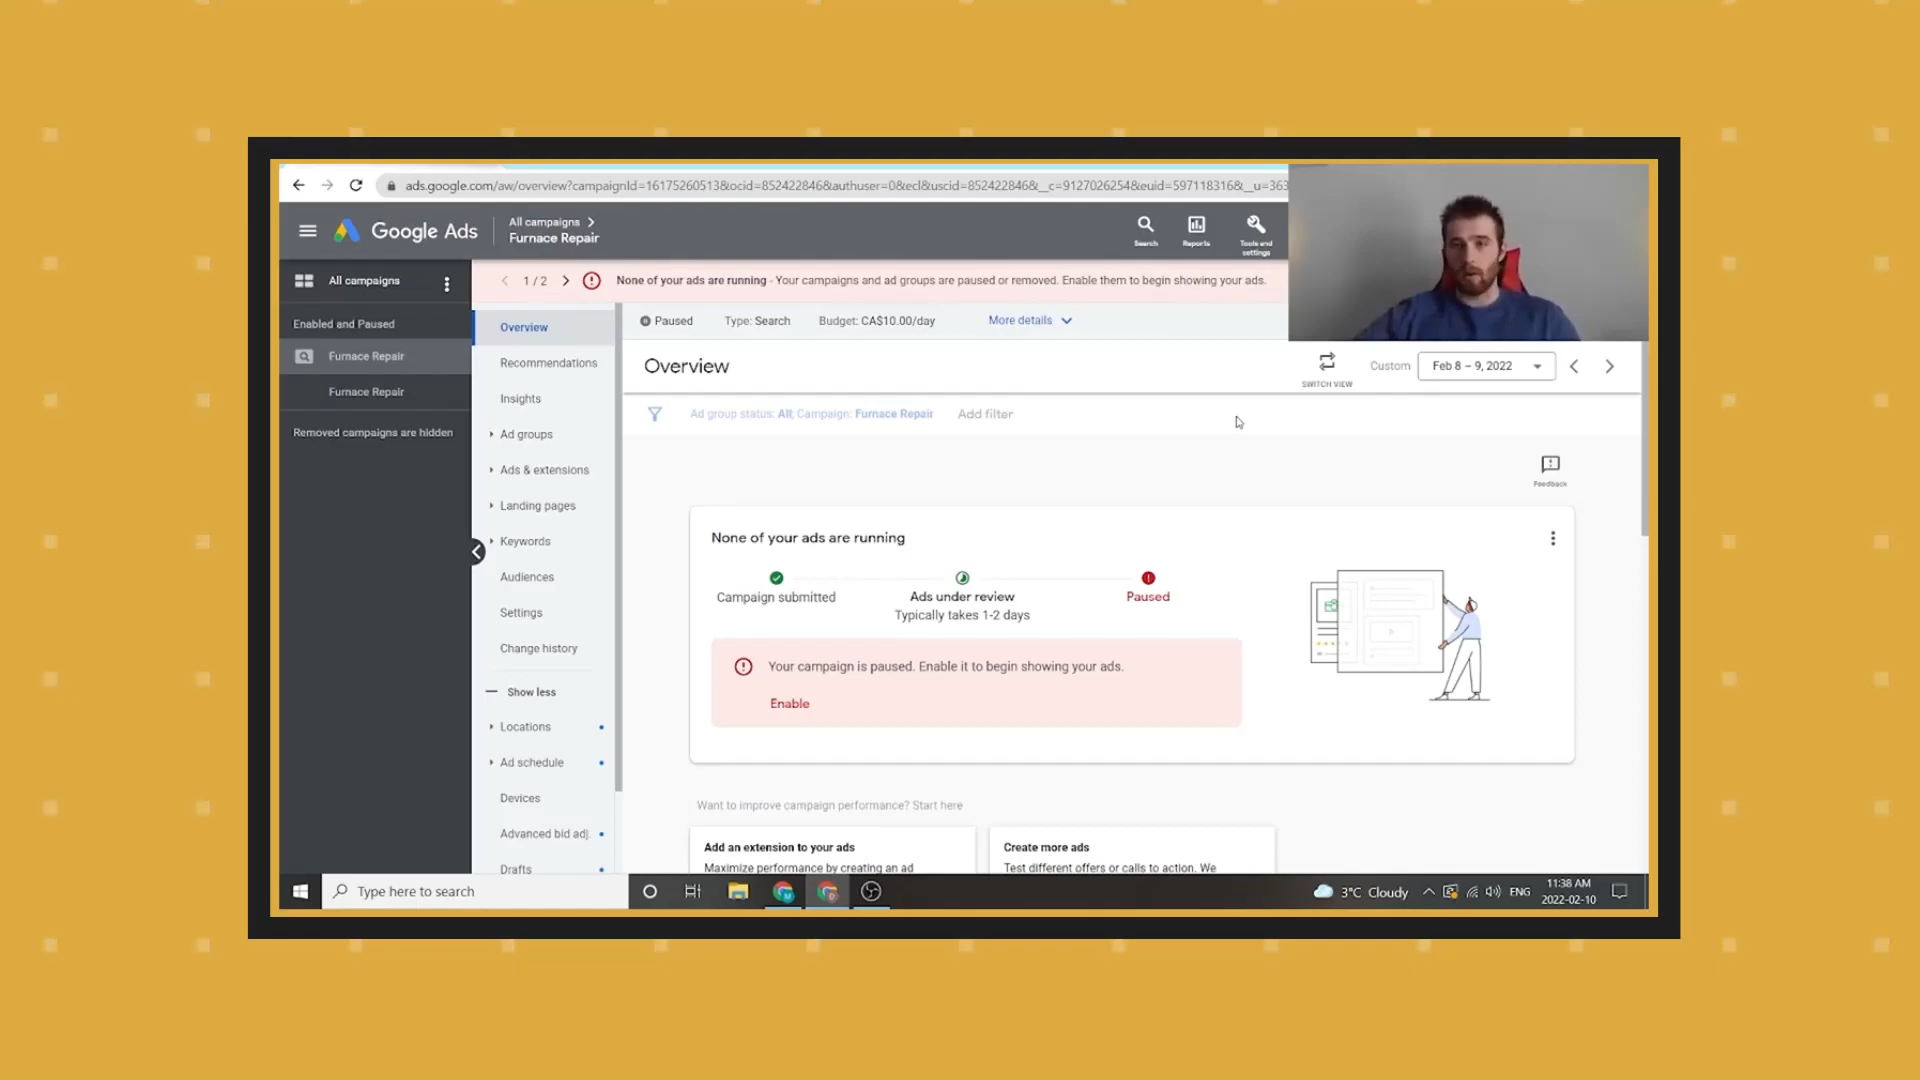 ads.google.com/aw/overview?campaignId=16175260513&ocid=852422846&authuser=0&ecl&uscid=852422846&__c=9127026254&euid=597118316&__u=363
Google Ads
All campaigns
Furnace Repair
Search
Reports
Tools and
settings
All campaigns
1 / 2
None of your ads are running - Your campaigns and ad groups are paused or removed. Enable them to begin showing your ads.
Enabled and Paused
Furnace Repair
Furnace Repair
Removed campaigns are hidden
Overview
Recommendations
Insights
Ad groups
Ads & extensions
Landing pages
Keywords
Audiences
Settings
Change history
Show less
Locations
Ad schedule
Devices
Advanced bid adj.
Drafts
Paused
Type: Search
Budget: CA$10.00/day
More details
Overview
SWITCH VIEW
Custom
Feb 8 – 9, 2022
Ad group status: All; Campaign: Furnace Repair
Add filter
Feedback
None of your ads are running
Campaign submitted
Ads under review
Typically takes 1-2 days
Paused
Your campaign is paused. Enable it to begin showing your ads.
Enable
Want to improve campaign performance? Start here
Add an extension to your ads
Maximize performance by creating an ad
Create more ads
Test different offers or calls to action. We
Type here to search
3°C Cloudy
ENG
11:38 AM
2022-02-10